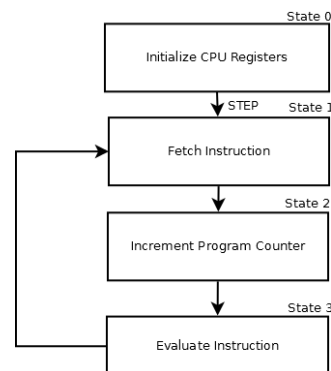 State 0
Initialize CPU Registers
STEP
State 1
Fetch Instruction
State 2
Increment Program Counter
State 3
Evaluate Instruction